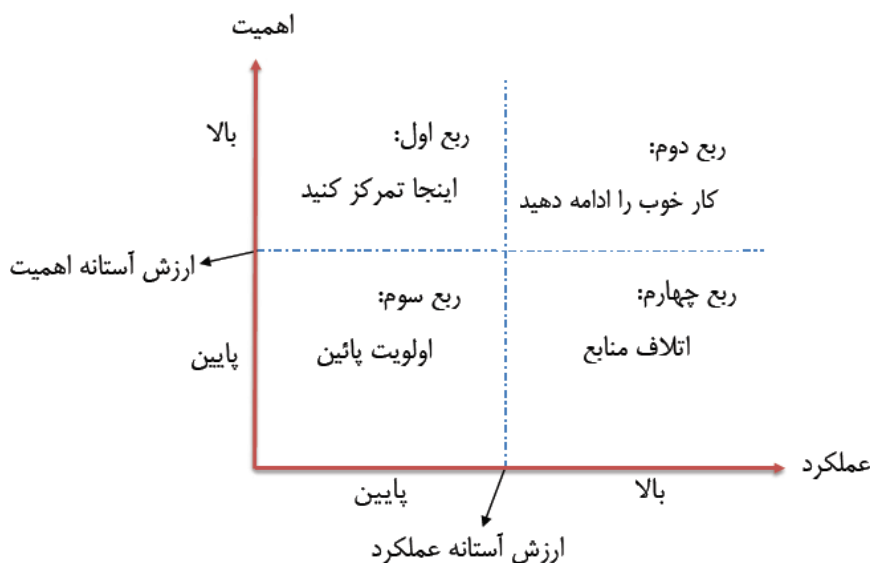 اهمیت
بالا
ربع اول:
اینجا تمرکز کنید
ربع دوم:
کار خوب را ادامه دهید
ارزش آستانه اهمیت
پایین
ربع سوم:
اولویت پائین
ربع چهارم:
اتلاف منابع
عملکرد
پایین
بالا
ارزش آستانه عملکرد